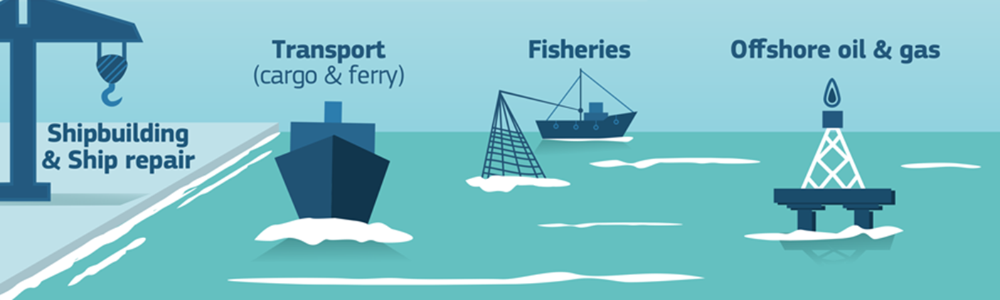 Shipbuilding
& Ship repair
Transport
(cargo & ferry)
Fisheries
Offshore oil & gas